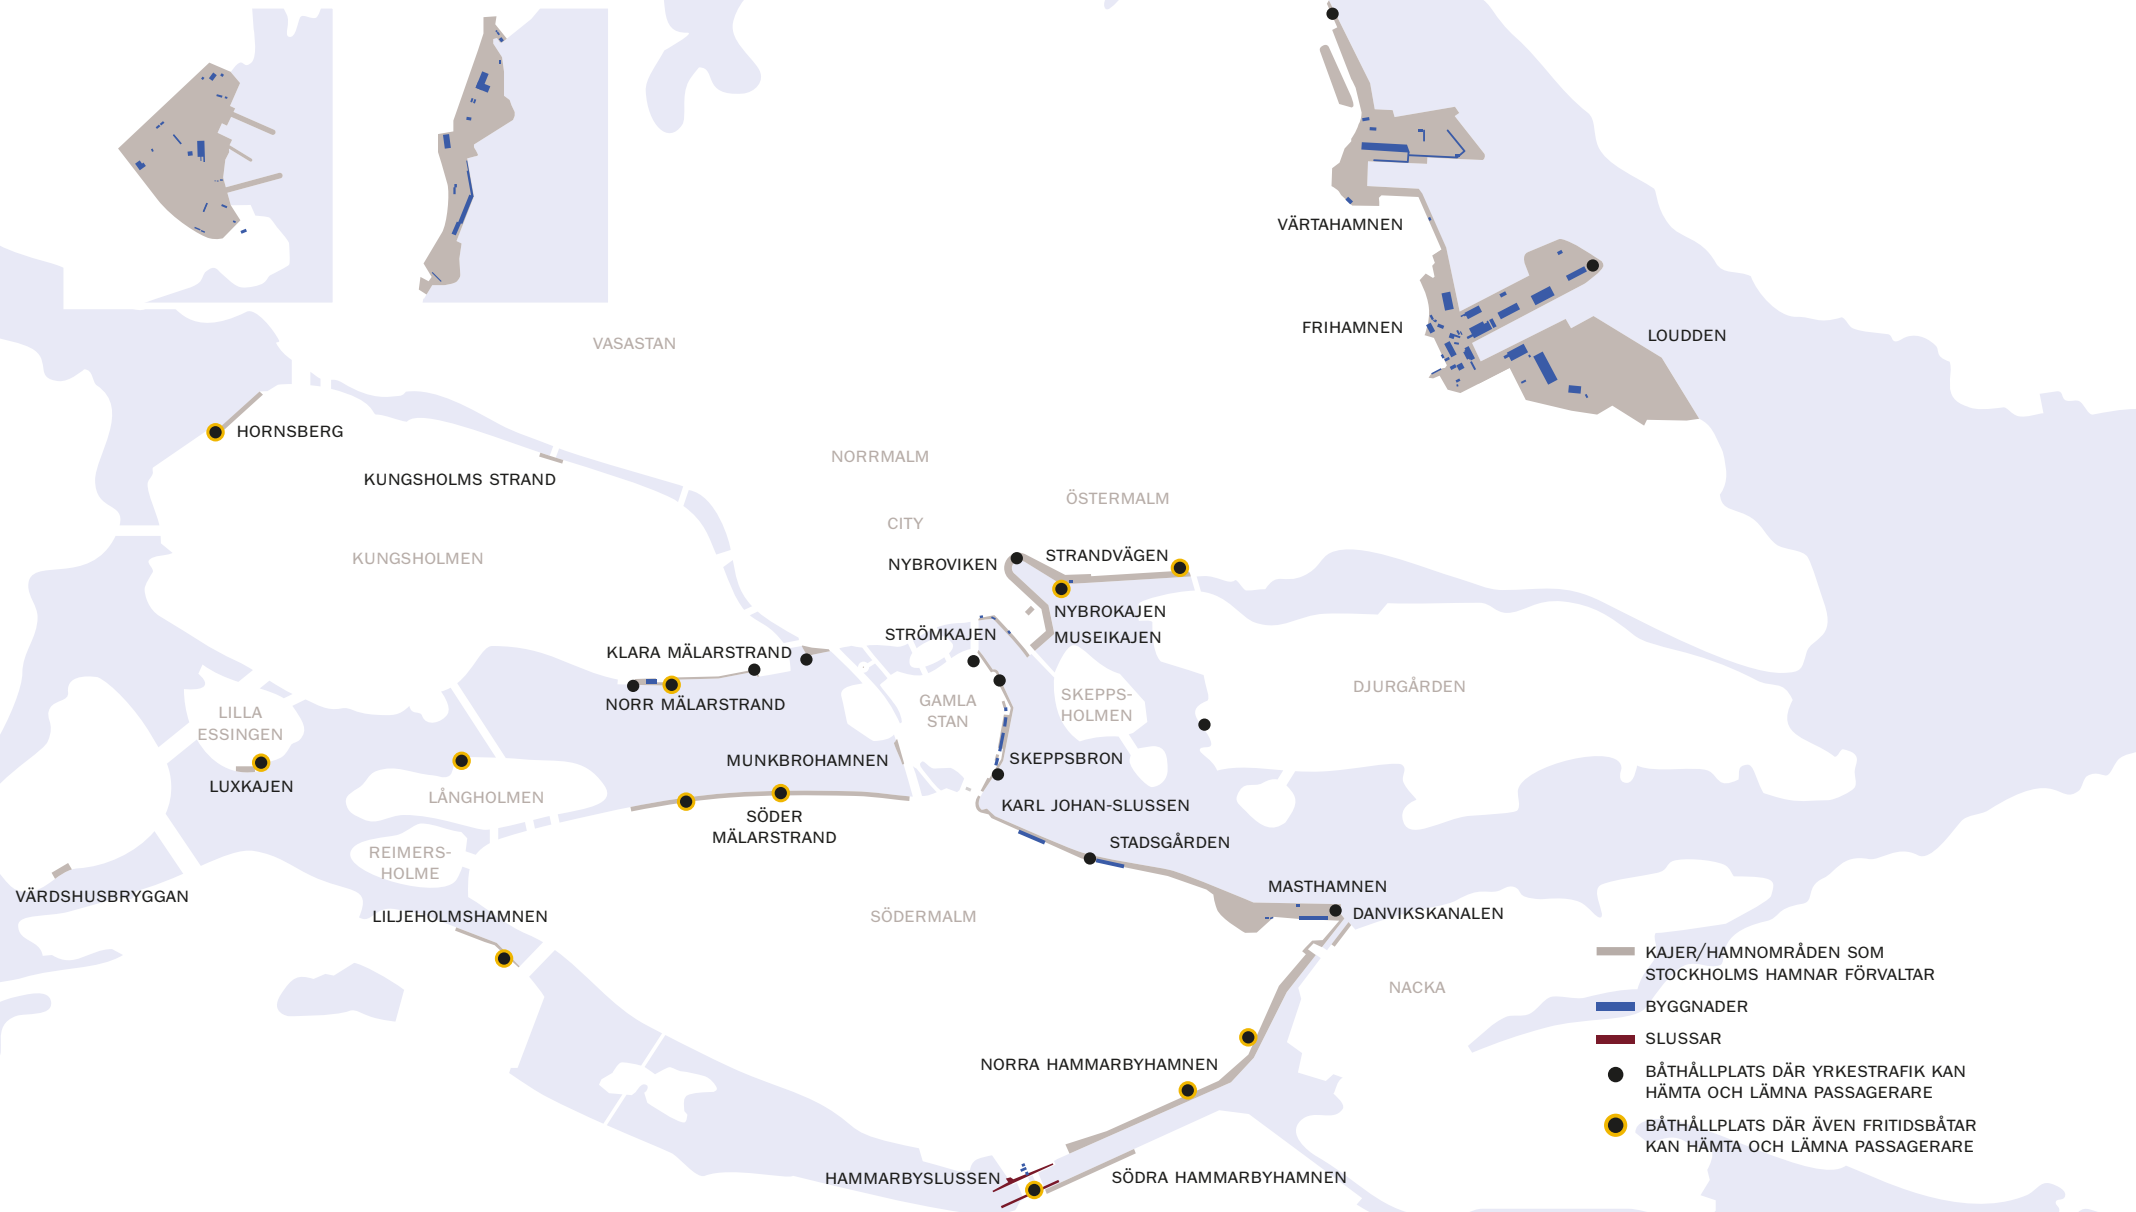 VÄRTAHAMNEN
FRIHAMNEN
LOUDDEN
VASASTAN
HORNSBERG
KUNGSHOLMS STRAND
NORRMALM
ÖSTERMALM
CITY
KUNGSHOLMEN
NYBROVIKEN
STRANDVÄGEN
NYBROKAJEN
STRÖMKAJEN
MUSEIKAJEN
KLARA MÄLARSTRAND
NORR MÄLARSTRAND
GAMLA
STAN
SKEPPS-
HOLMEN
DJURGÅRDEN
LILLA
ESSINGEN
LUXKAJEN
MUNKBROHAMNEN
SKEPPSBRON
LÅNGHOLMEN
SÖDER
MÄLARSTRAND
KARL JOHAN-SLUSSEN
STADSGÅRDEN
REIMERS-
HOLME
VÄRDSHUSBRYGGAN
LILJEHOLMSHAMNEN
SÖDERMALM
MASTHAMNEN
DANVIKSKANALEN
NACKA
NORRA HAMMARBYHAMNEN
HAMMARBYSLUSSEN
SÖDRA HAMMARBYHAMNEN
KAJER/HAMNOMRÅDEN SOM
STOCKHOLMS HAMNAR FÖRVALTAR
BYGGNADER
SLUSSAR
BÅTHÅLLPLATS DÄR YRKESTRAFIK KAN
HÄMTA OCH LÄMNA PASSAGERARE
BÅTHÅLLPLATS DÄR ÄVEN FRITIDSBÅTAR
KAN HÄMTA OCH LÄMNA PASSAGERARE